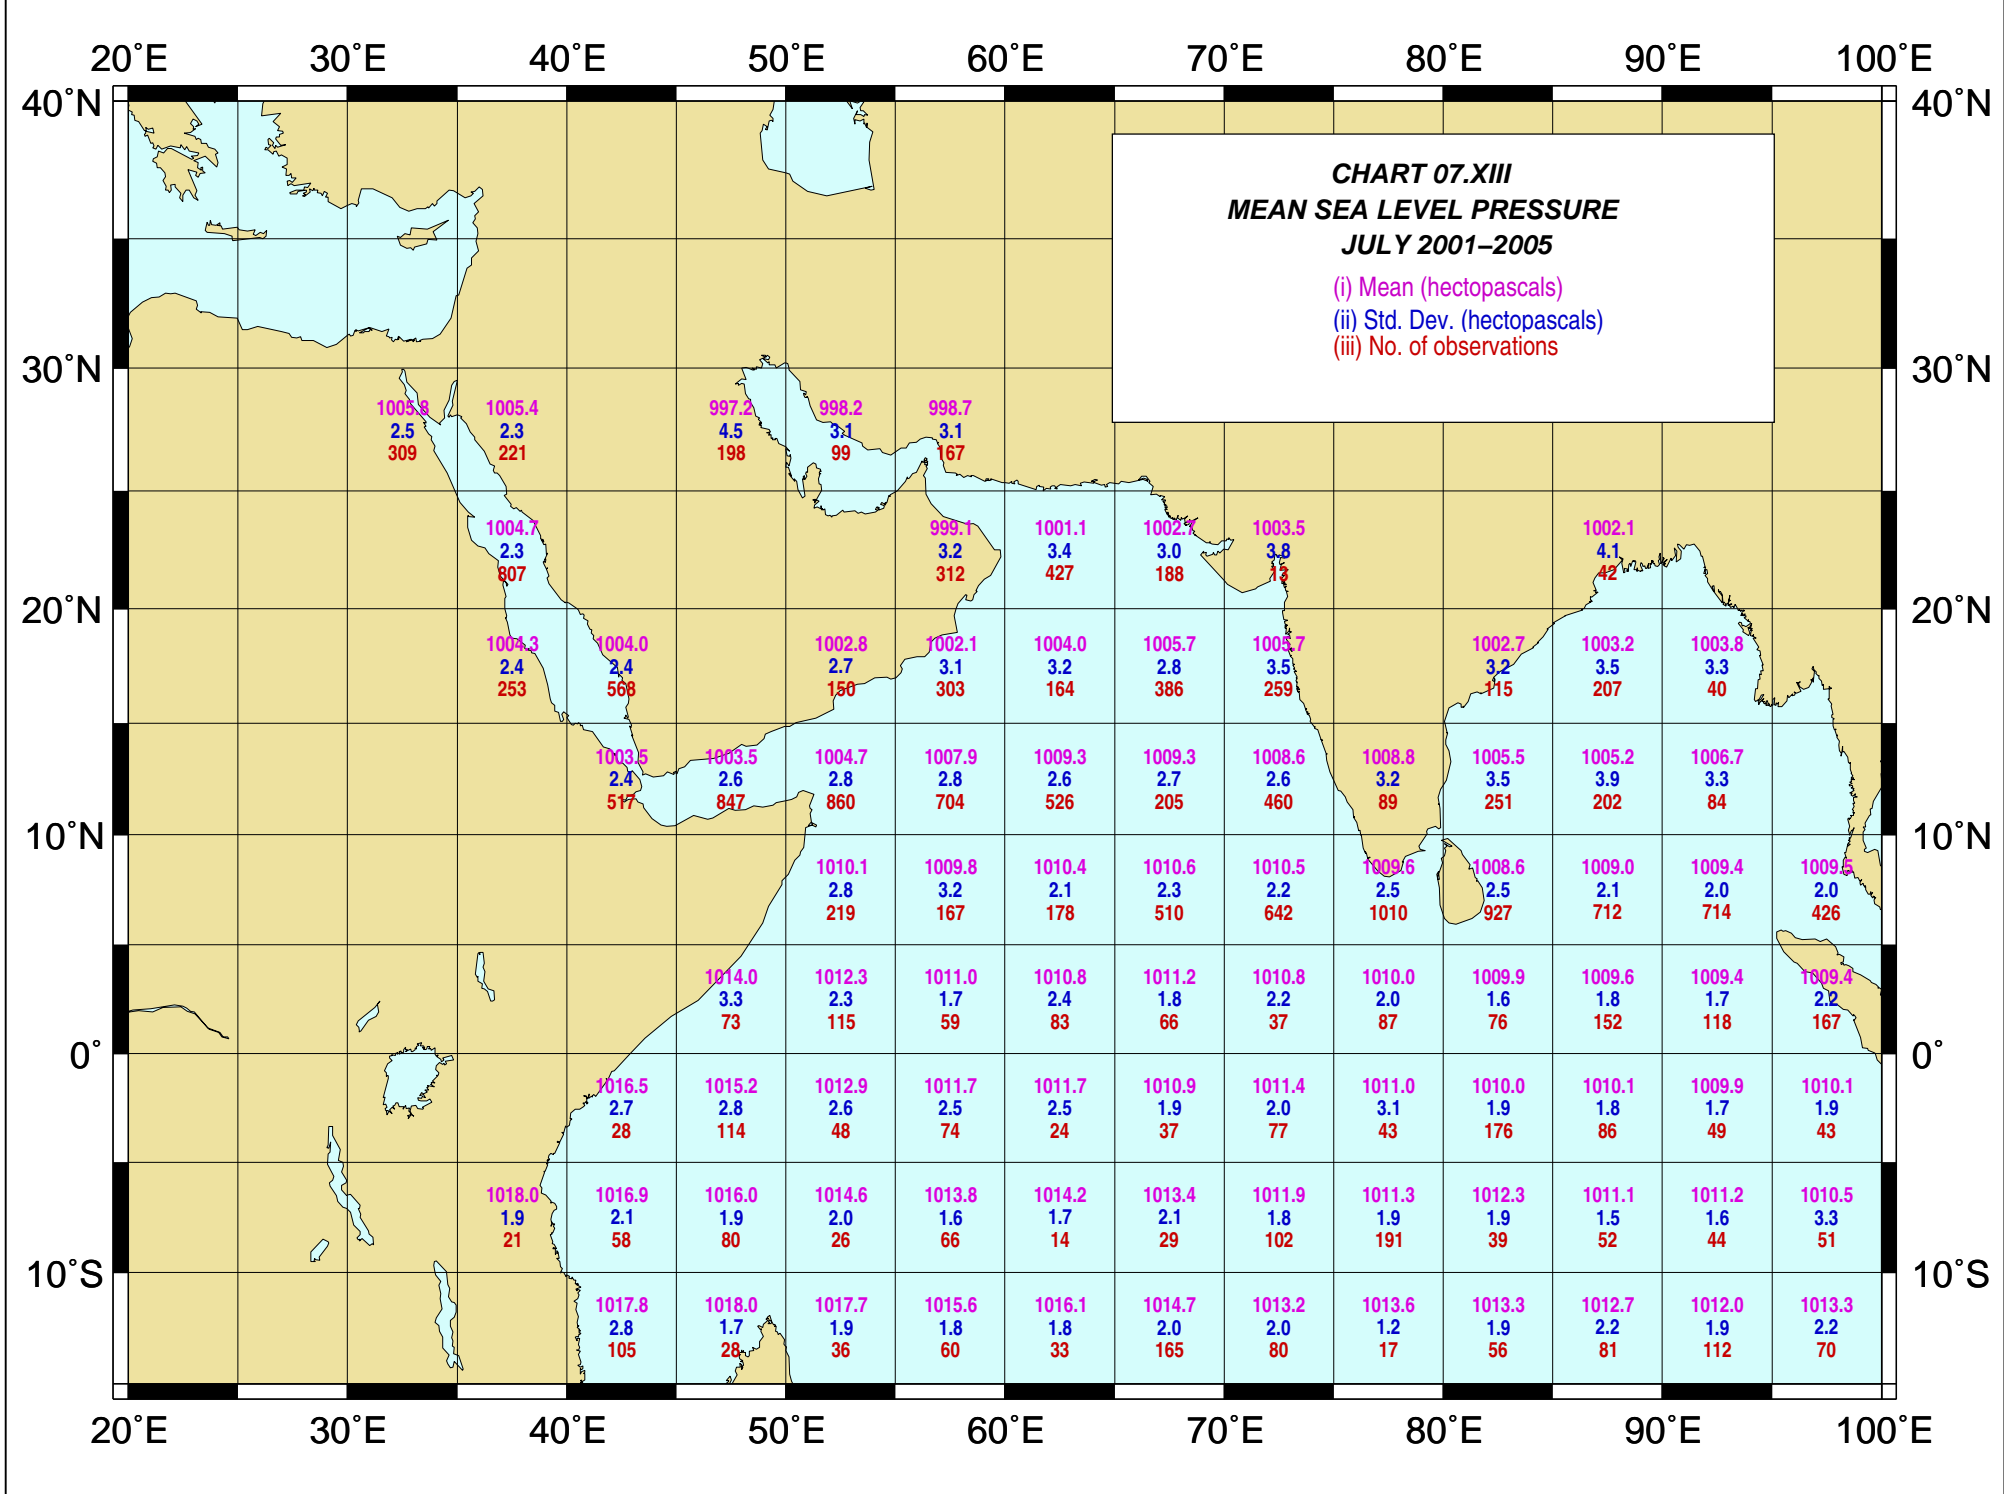 20˚E 30˚E 40˚E 50˚E 60˚E 70˚E 80˚E 90˚E 100˚E
40˚N 40˚N
CHART 07.XIII
MEAN SEA LEVEL PRESSURE
JULY 2001–2005
(i) Mean (hectopascals)
(ii) Std. Dev. (hectopascals)
(iii) No. of observations
30˚N 30˚N
1005.8 1005.4 997.2 998.2 998.7
2.5 2.3 4.5 3.1 3.1
309 221 198 99 167
1004.7 999.1 1001.1 1002.7 1003.5 1002.1
2.3 3.2 3.4 3.0 3.8 4.1
807 312 427 188 13 42
20˚N 20˚N
1004.3 1004.0 1002.8 1002.1 1004.0 1005.7 1005.7 1002.7 1003.2 1003.8
2.4 2.4 2.7 3.1 3.2 2.8 3.5 3.2 3.5 3.3
253 568 150 303 164 386 259 115 207 40
1003.5 1003.5 1004.7 1007.9 1009.3 1009.3 1008.6 1008.8 1005.5 1005.2 1006.7
2.4 2.6 2.8 2.8 2.6 2.7 2.6 3.2 3.5 3.9 3.3
517 847 860 704 526 205 460 89 251 202 84
10˚N 10˚N
1010.1 1009.8 1010.4 1010.6 1010.5 1009.6 1008.6 1009.0 1009.4 1009.5
2.8 3.2 2.1 2.3 2.2 2.5 2.5 2.1 2.0 2.0
219 167 178 510 642 1010 927 712 714 426
1014.0 1012.3 1011.0 1010.8 1011.2 1010.8 1010.0 1009.9 1009.6 1009.4 1009.4
3.3 2.3 1.7 2.4 1.8 2.2 2.0 1.6 1.8 1.7 2.2
73 115 59 83 66 37 87 76 152 118 167
0˚ 0˚
1016.5 1015.2 1012.9 1011.7 1011.7 1010.9 1011.4 1011.0 1010.0 1010.1 1009.9 1010.1
2.7 2.8 2.6 2.5 2.5 1.9 2.0 3.1 1.9 1.8 1.7 1.9
28 114 48 74 24 37 77 43 176 86 49 43
1018.0 1016.9 1016.0 1014.6 1013.8 1014.2 1013.4 1011.9 1011.3 1012.3 1011.1 1011.2 1010.5
1.9 2.1 1.9 2.0 1.6 1.7 2.1 1.8 1.9 1.9 1.5 1.6 3.3
21 58 80 26 66 14 29 102 191 39 52 44 51
10˚S 10˚S
1017.8 1018.0 1017.7 1015.6 1016.1 1014.7 1013.2 1013.6 1013.3 1012.7 1012.0 1013.3
2.8 1.7 1.9 1.8 1.8 2.0 2.0 1.2 1.9 2.2 1.9 2.2
105 28 36 60 33 165 80 17 56 81 112 70
20˚E 30˚E 40˚E 50˚E 60˚E 70˚E 80˚E 90˚E 100˚E